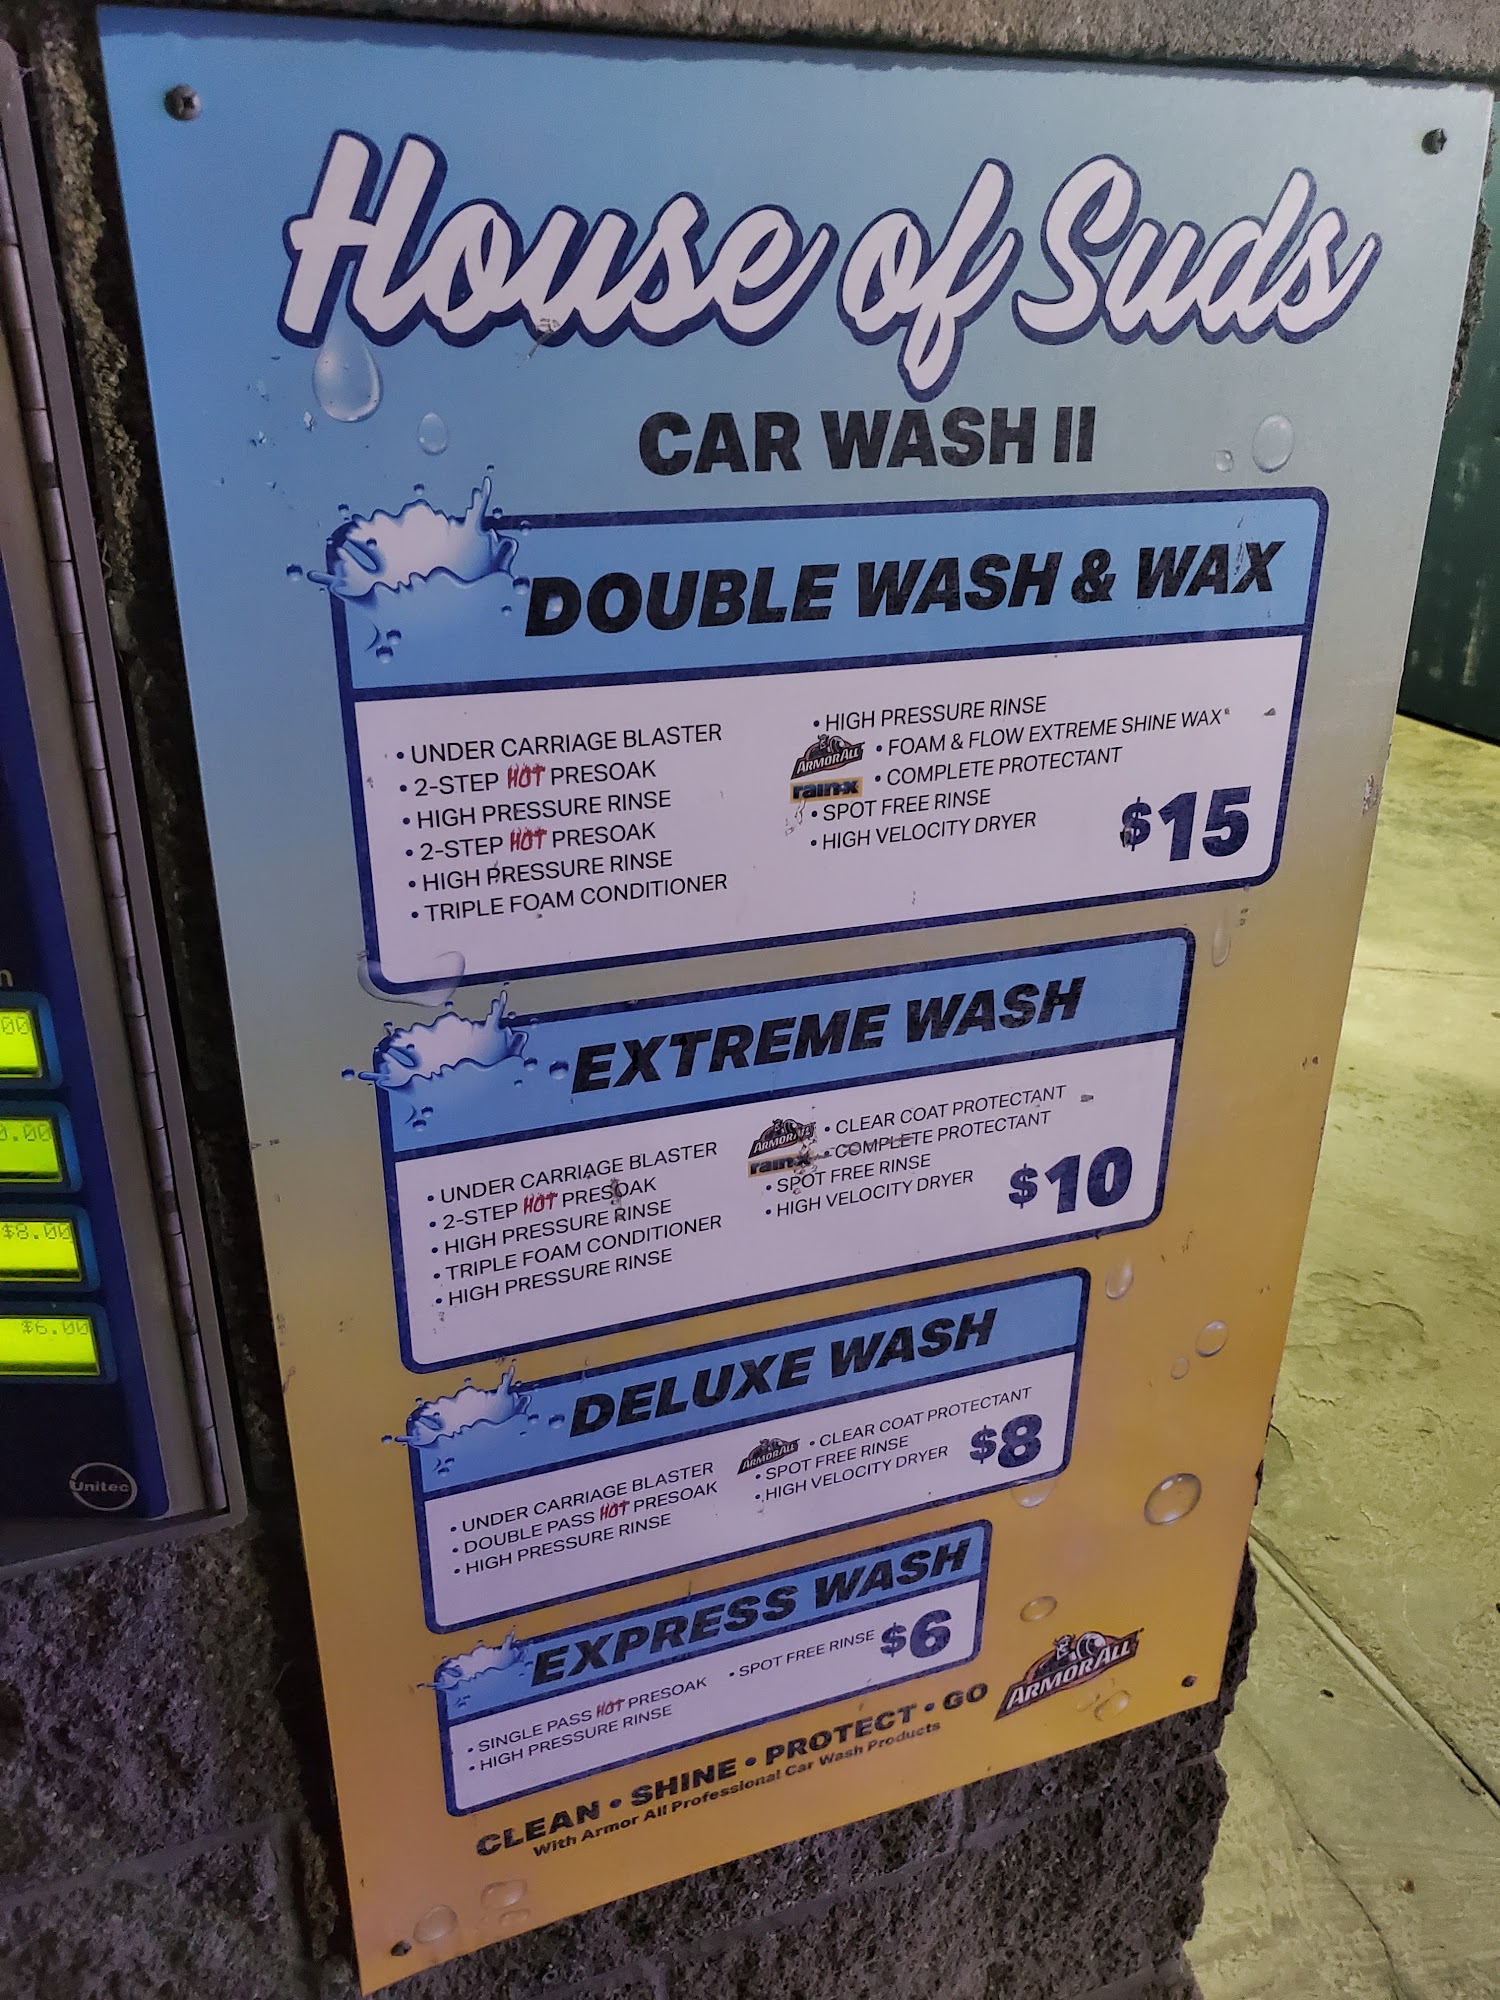 House of Suds
CAR WASH II
DOUBLE WASH & WAX
• UNDER CARRIAGE BLASTER
• 2-STEP HOT PRESOAK
• HIGH PRESSURE RINSE
• 2-STEP HOT PRESOAK
• HIGH PRESSURE RINSE
• TRIPLE FOAM CONDITIONER
• HIGH PRESSURE RINSE
ARMORALL • FOAM & FLOW EXTREME SHINE WAX
rain-x • COMPLETE PROTECTANT
• SPOT FREE RINSE
• HIGH VELOCITY DRYER
$15
EXTREME WASH
• UNDER CARRIAGE BLASTER
• 2-STEP HOT PRESOAK
• HIGH PRESSURE RINSE
• TRIPLE FOAM CONDITIONER
• HIGH PRESSURE RINSE
ARMORALL • CLEAR COAT PROTECTANT
rain-x • COMPLETE PROTECTANT
• SPOT FREE RINSE
• HIGH VELOCITY DRYER
$10
DELUXE WASH
• UNDER CARRIAGE BLASTER
• DOUBLE PASS HOT PRESOAK
• HIGH PRESSURE RINSE
ARMORALL • CLEAR COAT PROTECTANT
• SPOT FREE RINSE
• HIGH VELOCITY DRYER
$8
EXPRESS WASH
• SINGLE PASS HOT PRESOAK
• HIGH PRESSURE RINSE
• SPOT FREE RINSE
$6
CLEAN • SHINE • PROTECT • GO
With Armor All Professional Car Wash Products
ARMORALL
$8.00
$6.00
Unitec